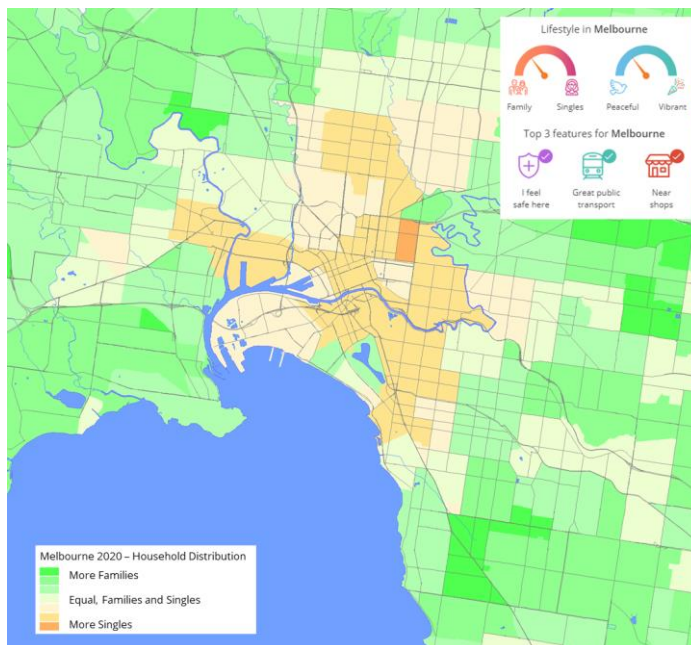 Lifestyle in Melbourne
Family
Singles
Peaceful
Vibrant
Top 3 features for Melbourne
I feel
safe here
Great public
transport
Near
shops
Melbourne 2020 – Household Distribution
More Families
Equal, Families and Singles
More Singles